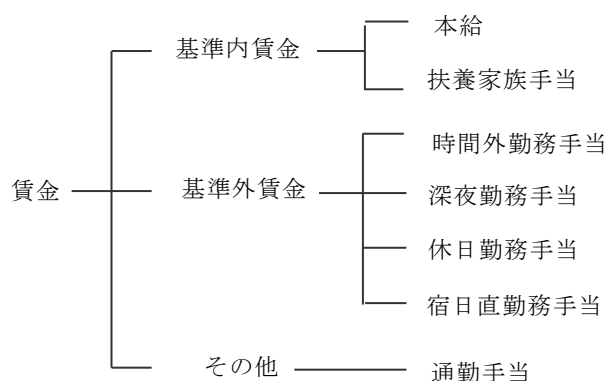 本給
基準内賃金
扶養家族手当
時間外勤務手当
賃金
基準外賃金
深夜勤務手当
休日勤務手当
宿日直勤務手当
その他
通勤手当